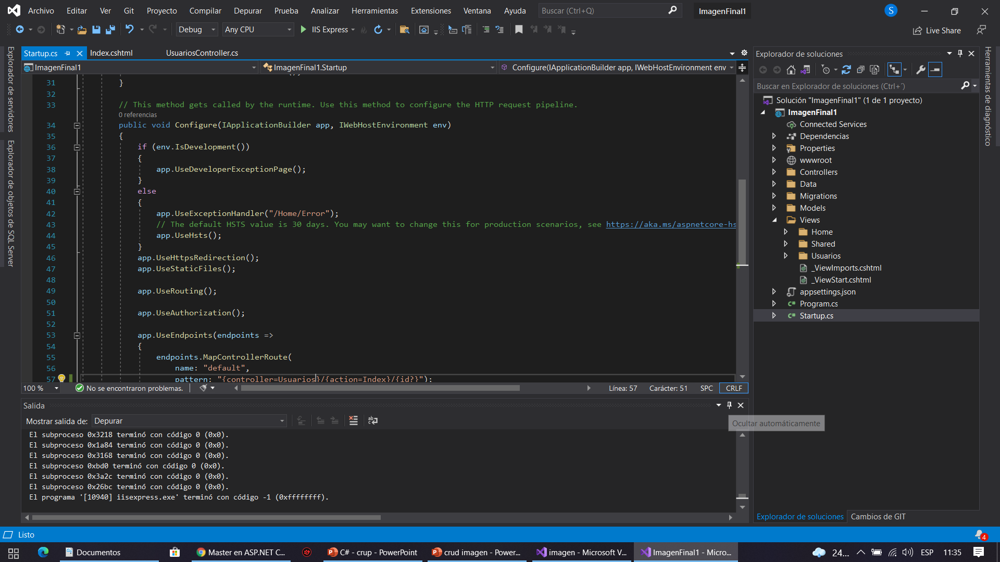 Archivo Editar Ver Git Proyecto Compilar Depurar Prueba Analizar Herramientas Extensiones Ventana Ayuda Buscar (Ctrl+Q) ImagenFinal1 S
Debug Any CPU IIS Express Live Share
Explorador de servidores
Explorador de objetos de SQL Server
Startup.cs Index.cshtml UsuariosController.cs
ImagenFinal1 ImagenFinal1.Startup Configure(IApplicationBuilder app, IWebHostEnvironment env
31 }
32
33 // This method gets called by the runtime. Use this method to configure the HTTP request pipeline.
0 referencias
34 public void Configure(IApplicationBuilder app, IWebHostEnvironment env)
35 {
36 if (env.IsDevelopment())
37 {
38 app.UseDeveloperExceptionPage();
39 }
40 else
41 {
42 app.UseExceptionHandler("/Home/Error");
43 // The default HSTS value is 30 days. You may want to change this for production scenarios, see https://aka.ms/aspnetcore-hs
44 app.UseHsts();
45 }
46 app.UseHttpsRedirection();
47 app.UseStaticFiles();
48
49 app.UseRouting();
50
51 app.UseAuthorization();
52
53 app.UseEndpoints(endpoints =>
54 {
55 endpoints.MapControllerRoute(
56 name: "default",
57 pattern: "{controller=Usuarios}/{action=Index}/{id?}");
100 % No se encontraron problemas. Línea: 57 Carácter: 51 SPC CRLF
Salida
Mostrar salida de: Depurar
Ocultar automáticamente
El subproceso 0x3218 terminó con código 0 (0x0).
El subproceso 0x1a84 terminó con código 0 (0x0).
El subproceso 0x3168 terminó con código 0 (0x0).
El subproceso 0xbd0 terminó con código 0 (0x0).
El subproceso 0x3a2c terminó con código 0 (0x0).
El subproceso 0x26bc terminó con código 0 (0x0).
El programa '[10940] iisexpress.exe' terminó con código -1 (0xffffffff).
Explorador de soluciones
Buscar en Explorador de soluciones (Ctrl+´)
Solución "ImagenFinal1" (1 de 1 proyecto)
ImagenFinal1
Connected Services
Dependencias
Properties
wwwroot
Controllers
Data
Migrations
Models
Views
Home
Shared
Usuarios
_ViewImports.cshtml
_ViewStart.cshtml
appsettings.json
C# Program.cs
C# Startup.cs
Explorador de soluciones Cambios de GIT
Herramientas de diagnóstico
Listo 4
Documentos Master en ASP.NET C... C# - crup - PowerPoint crud imagen - Power... imagen - Microsoft V... ImagenFinal1 - Micro... 24... ESP 11:35